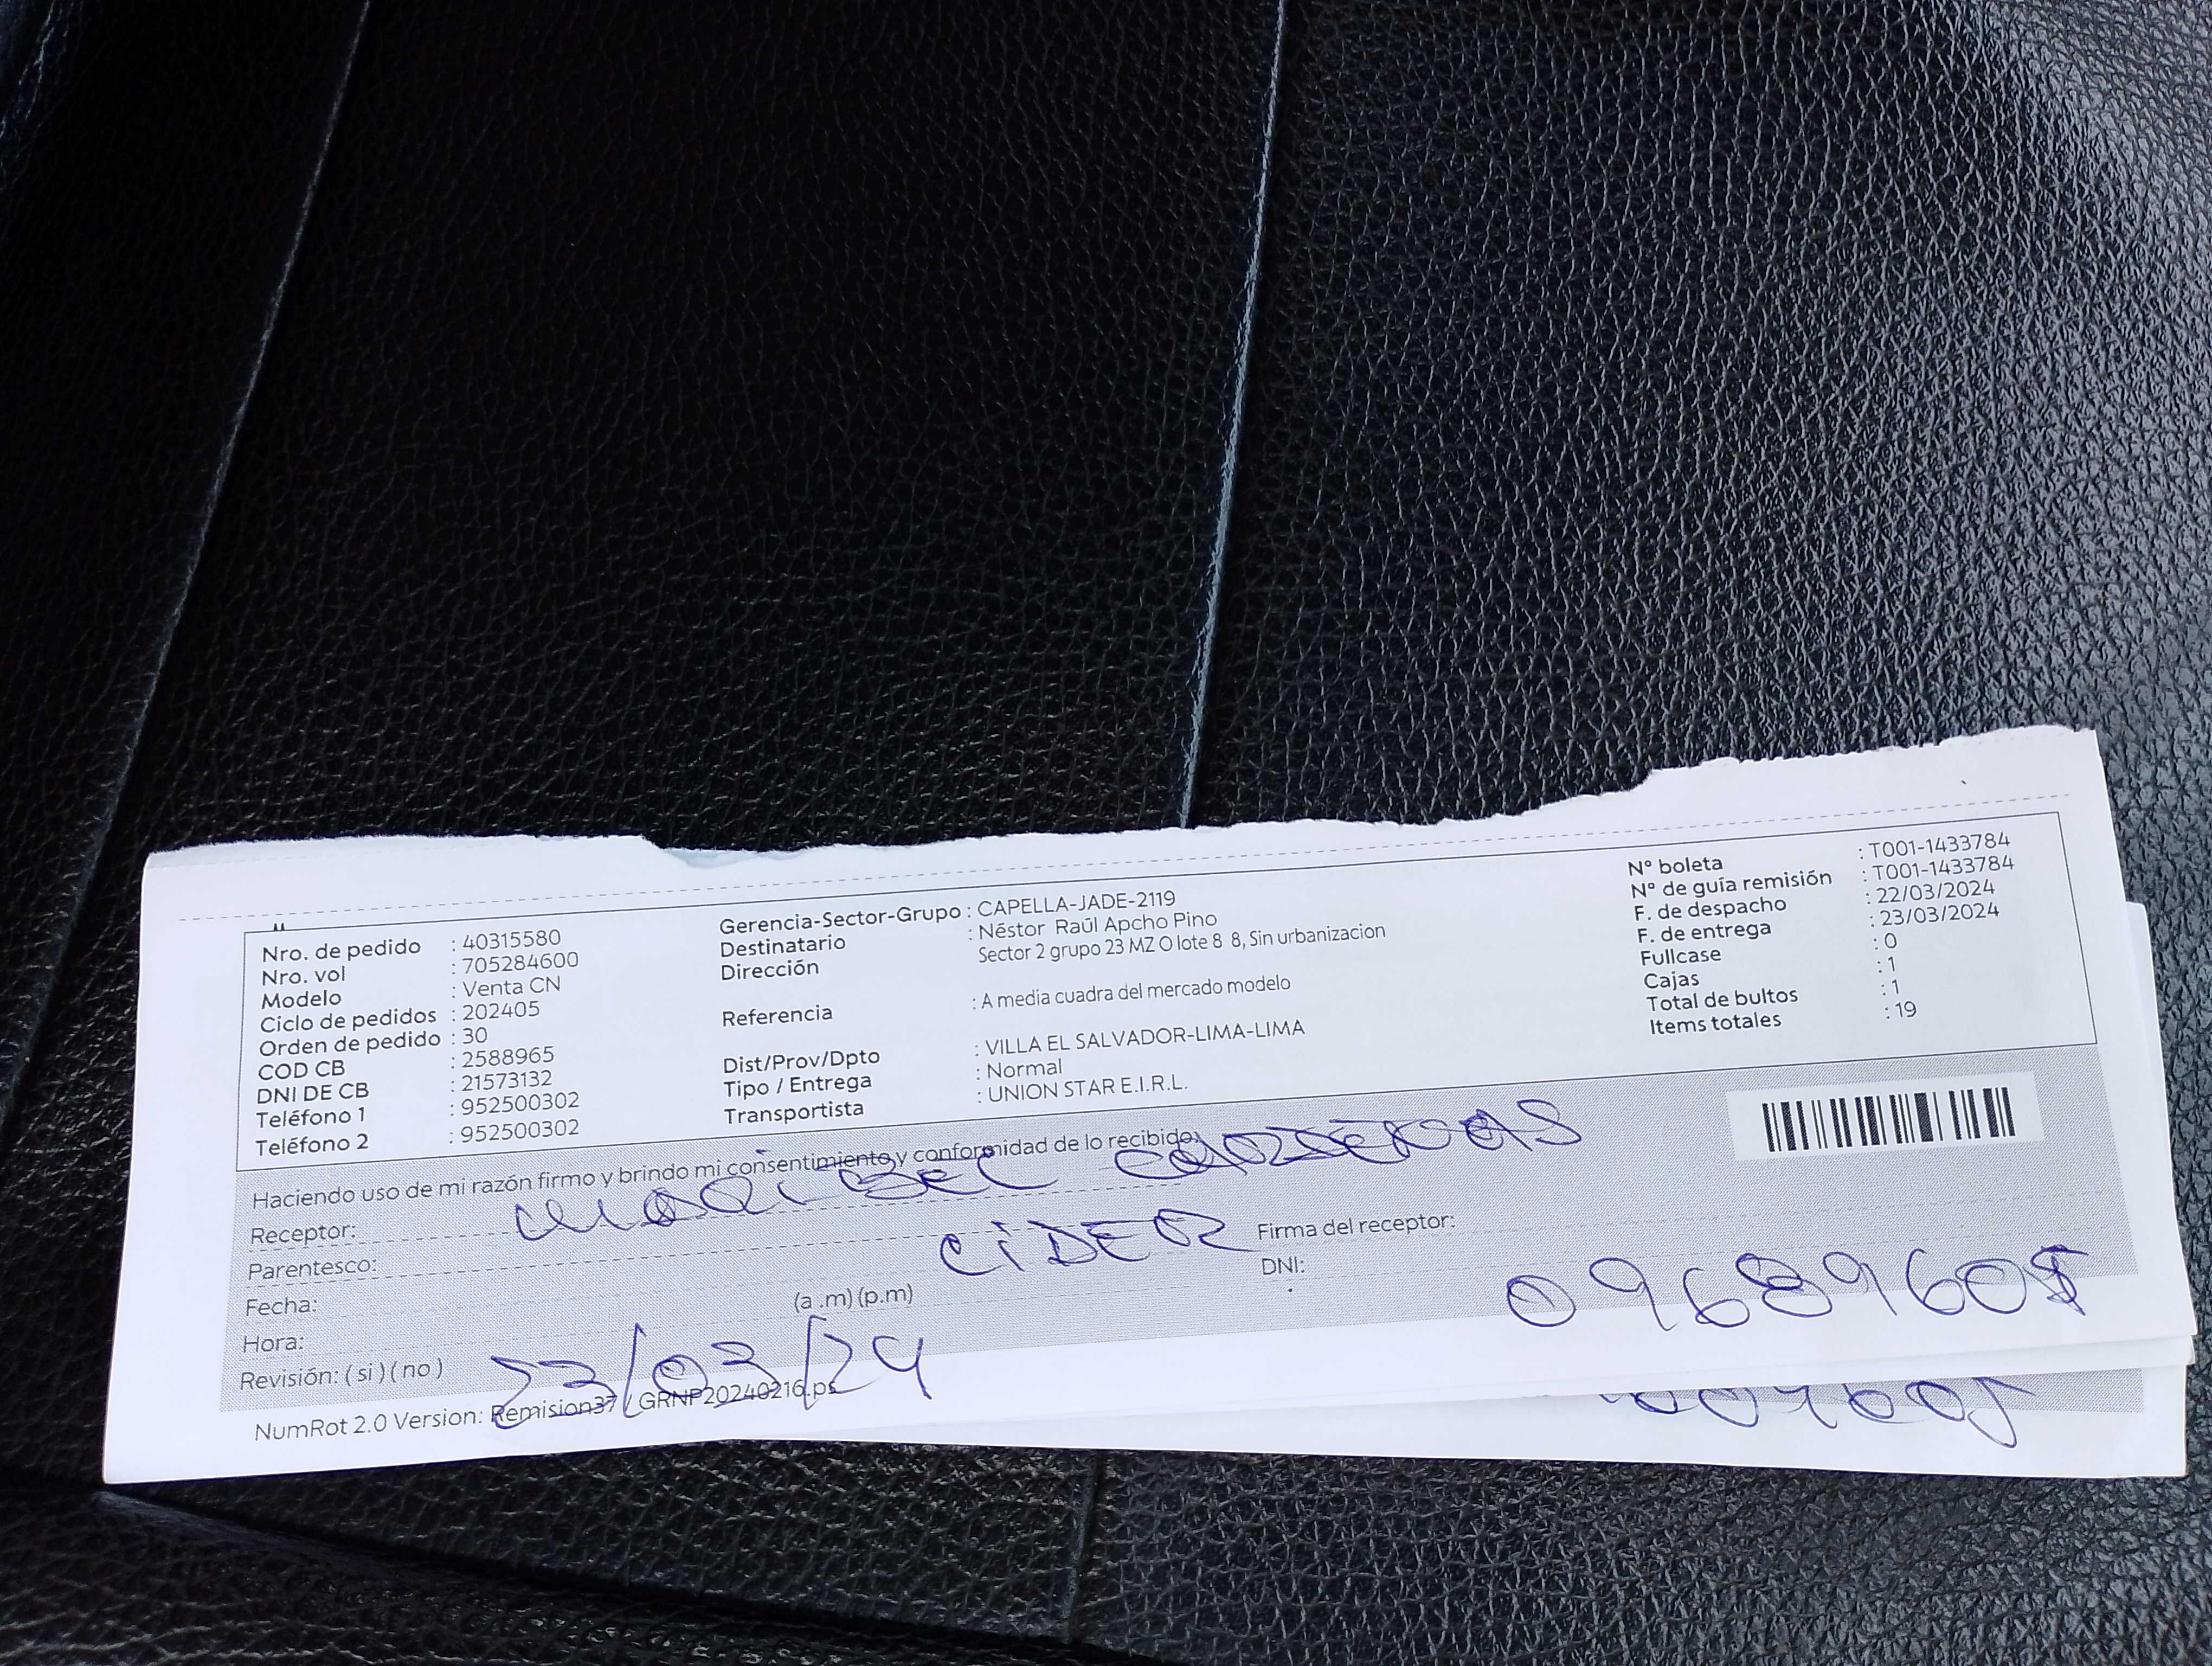 Nro. de pedido : 40315580
Nro. vol : 705284600
Modelo : Venta CN
Ciclo de pedidos : 202405
Orden de pedido : 30
COD CB : 2588965
DNI DE CB : 21573132
Teléfono 1 : 952500302
Teléfono 2 : 952500302
Gerencia-Sector-Grupo : CAPELLA-JADE-2119
Destinatario : Néstor Raúl Apcho Pino
Dirección Sector 2 grupo 23 MZ O lote 8 8, Sin urbanizacion
Referencia : A media cuadra del mercado modelo
Dist/Prov/Dpto : VILLA EL SALVADOR-LIMA-LIMA
Tipo / Entrega : Normal
Transportista : UNION STAR E.I.R.L.
N° boleta : T001-1433784
N° de guía remisión : T001-1433784
F. de despacho : 22/03/2024
F. de entrega : 23/03/2024
Fullcase : 0
Cajas : 1
Total de bultos : 1
Items totales : 19
Haciendo uso de mi razón firmo y brindo mi consentimiento y conformidad de lo recibido.
Receptor:
Parentesco: CiDER
Firma del receptor:
Fecha:
DNI: 09689605
Hora: (a .m) (p.m)
Revisión: ( si ) ( no ) 23/03/24
NumRot 2.0 Version: Remision37 / GRNP20240216.ps